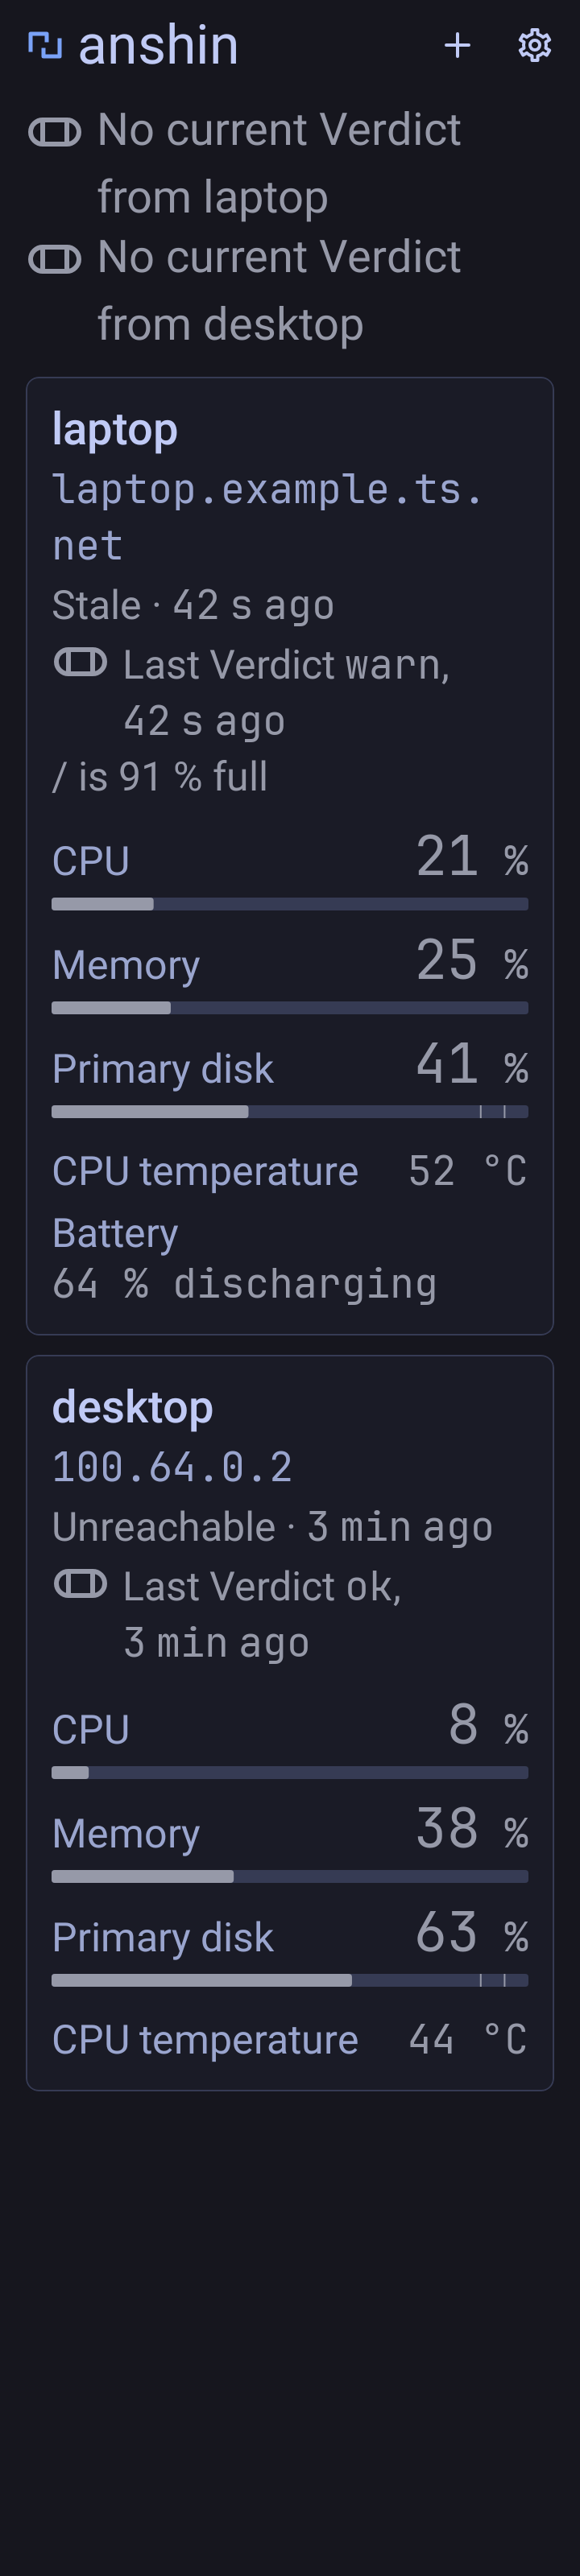 anshin
No current Verdict
from laptop
No current Verdict
from desktop
laptop
laptop.example.ts.
net
Stale · 42 s ago
Last Verdict warn,
42 s ago
/ is 91 % full
CPU 21 %
Memory 25 %
Primary disk 41 %
CPU temperature 52 °C
Battery
64 % discharging
desktop
100.64.0.2
Unreachable · 3 min ago
Last Verdict ok,
3 min ago
CPU 8 %
Memory 38 %
Primary disk 63 %
CPU temperature 44 °C